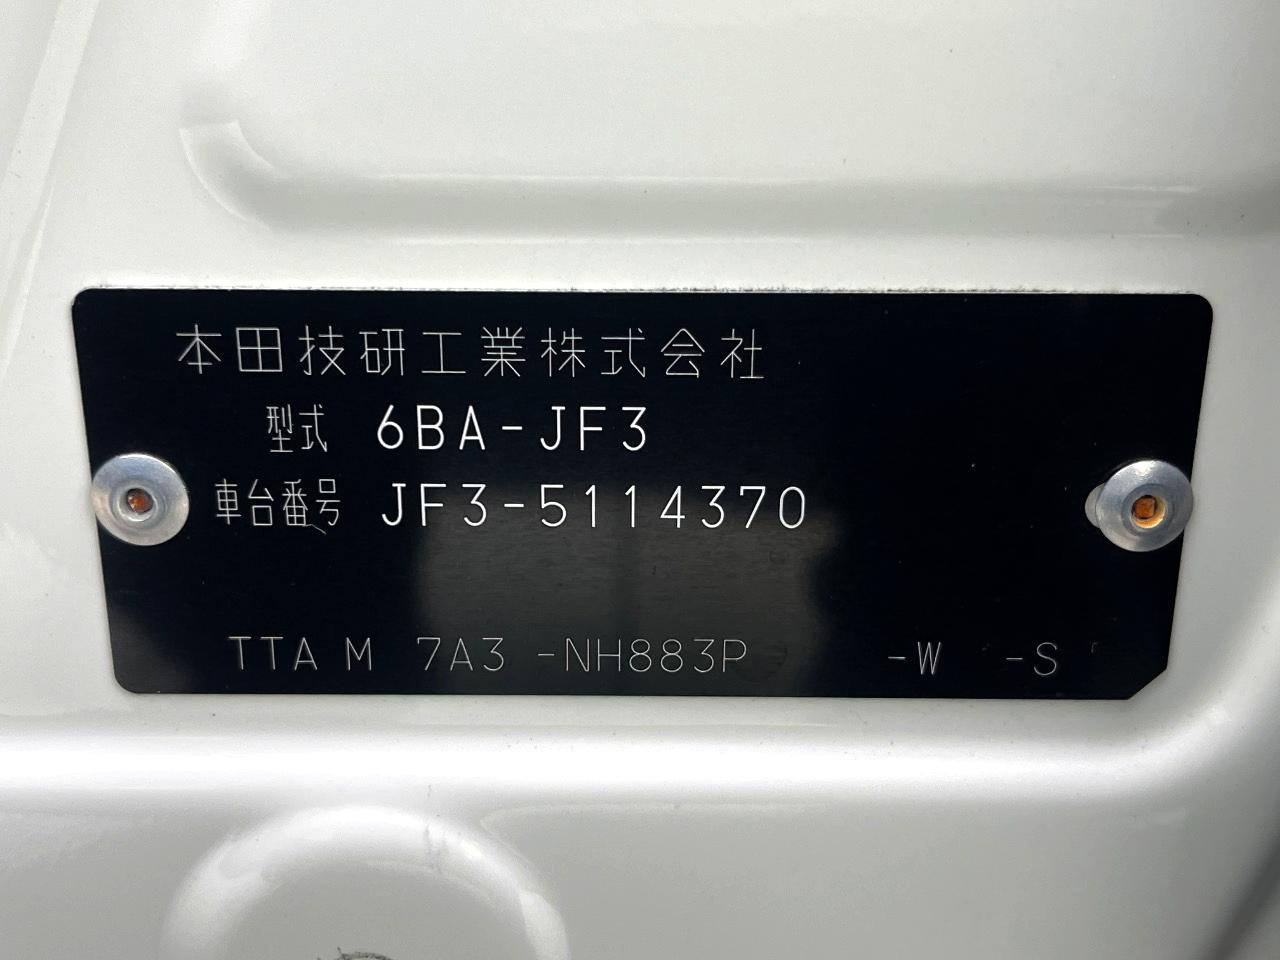 本田技研工業株式会社
型式 6BA-JF3
車台番号 JF3-5114370
TTA M 7A3 -NH883P -W -S